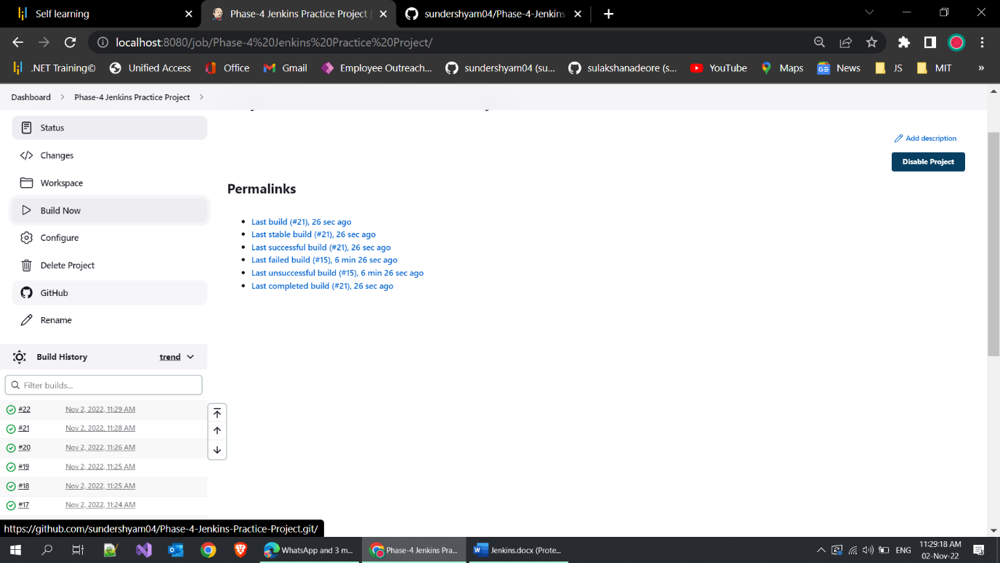 Self learning
Phase-4 Jenkins Practice Project
sundershyam04/Phase-4-Jenkins
localhost:8080/job/Phase-4%20Jenkins%20Practice%20Project/
.NET Training© Unified Access Office Gmail Employee Outreach... sundershyam04 (su... sulakshanadeore (s... YouTube Maps News JS MIT »
Dashboard > Phase-4 Jenkins Practice Project >
Status
Add description
Changes
Disable Project
Workspace
Permalinks
Build Now
Last build (#21), 26 sec ago
Last stable build (#21), 26 sec ago
Last successful build (#21), 26 sec ago
Last failed build (#15), 6 min 26 sec ago
Last unsuccessful build (#15), 6 min 26 sec ago
Last completed build (#21), 26 sec ago
Configure
Delete Project
GitHub
Rename
Build History trend
Filter builds...
#22 Nov 2, 2022, 11:29 AM
#21 Nov 2, 2022, 11:28 AM
#20 Nov 2, 2022, 11:26 AM
#19 Nov 2, 2022, 11:25 AM
#18 Nov 2, 2022, 11:25 AM
#17 Nov 2, 2022, 11:24 AM
https://github.com/sundershyam04/Phase-4-Jenkins-Practice-Project.git/
WhatsApp and 3 m... Phase-4 Jenkins Pra... Jenkins.docx (Prote... ENG 11:29:18 AM
02-Nov-22